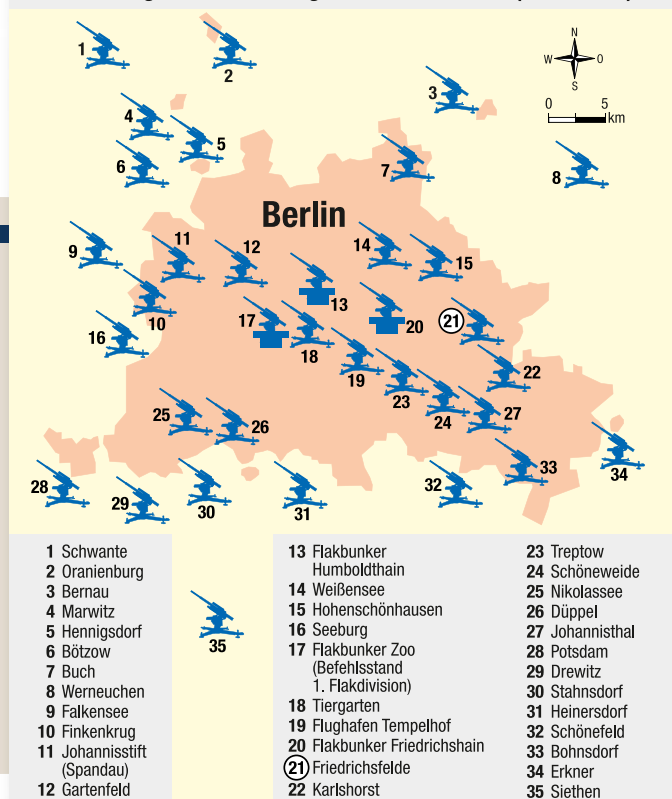 1
2
3
N
W O
S
0 5
km
4
5
6
7
8
Berlin
9
11
12
14
15
10
13
16
17
18
20
21
19
22
23
24
27
25
26
33
34
28
29
30
31
32
35
1 Schwante
2 Oranienburg
3 Bernau
4 Marwitz
5 Hennigsdorf
6 Bötzow
7 Buch
8 Werneuchen
9 Falkensee
10 Finkenkrug
11 Johannisstift
(Spandau)
12 Gartenfeld
13 Flakbunker
Humboldthain
14 Weißensee
15 Hohenschönhausen
16 Seeburg
17 Flakbunker Zoo
(Befehlsstand
1. Flakdivision)
18 Tiergarten
19 Flughafen Tempelhof
20 Flakbunker Friedrichshain
21 Friedrichsfelde
22 Karlshorst
23 Treptow
24 Schöneweide
25 Nikolassee
26 Düppel
27 Johannisthal
28 Potsdam
29 Drewitz
30 Stahnsdorf
31 Heinersdorf
32 Schönefeld
33 Bohnsdorf
34 Erkner
35 Siethen